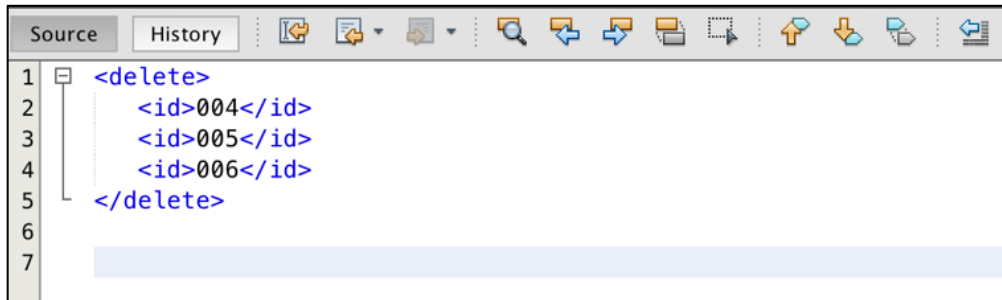 Source History
1 <delete>
2 <id>004</id>
3 <id>005</id>
4 <id>006</id>
5 </delete>
6
7